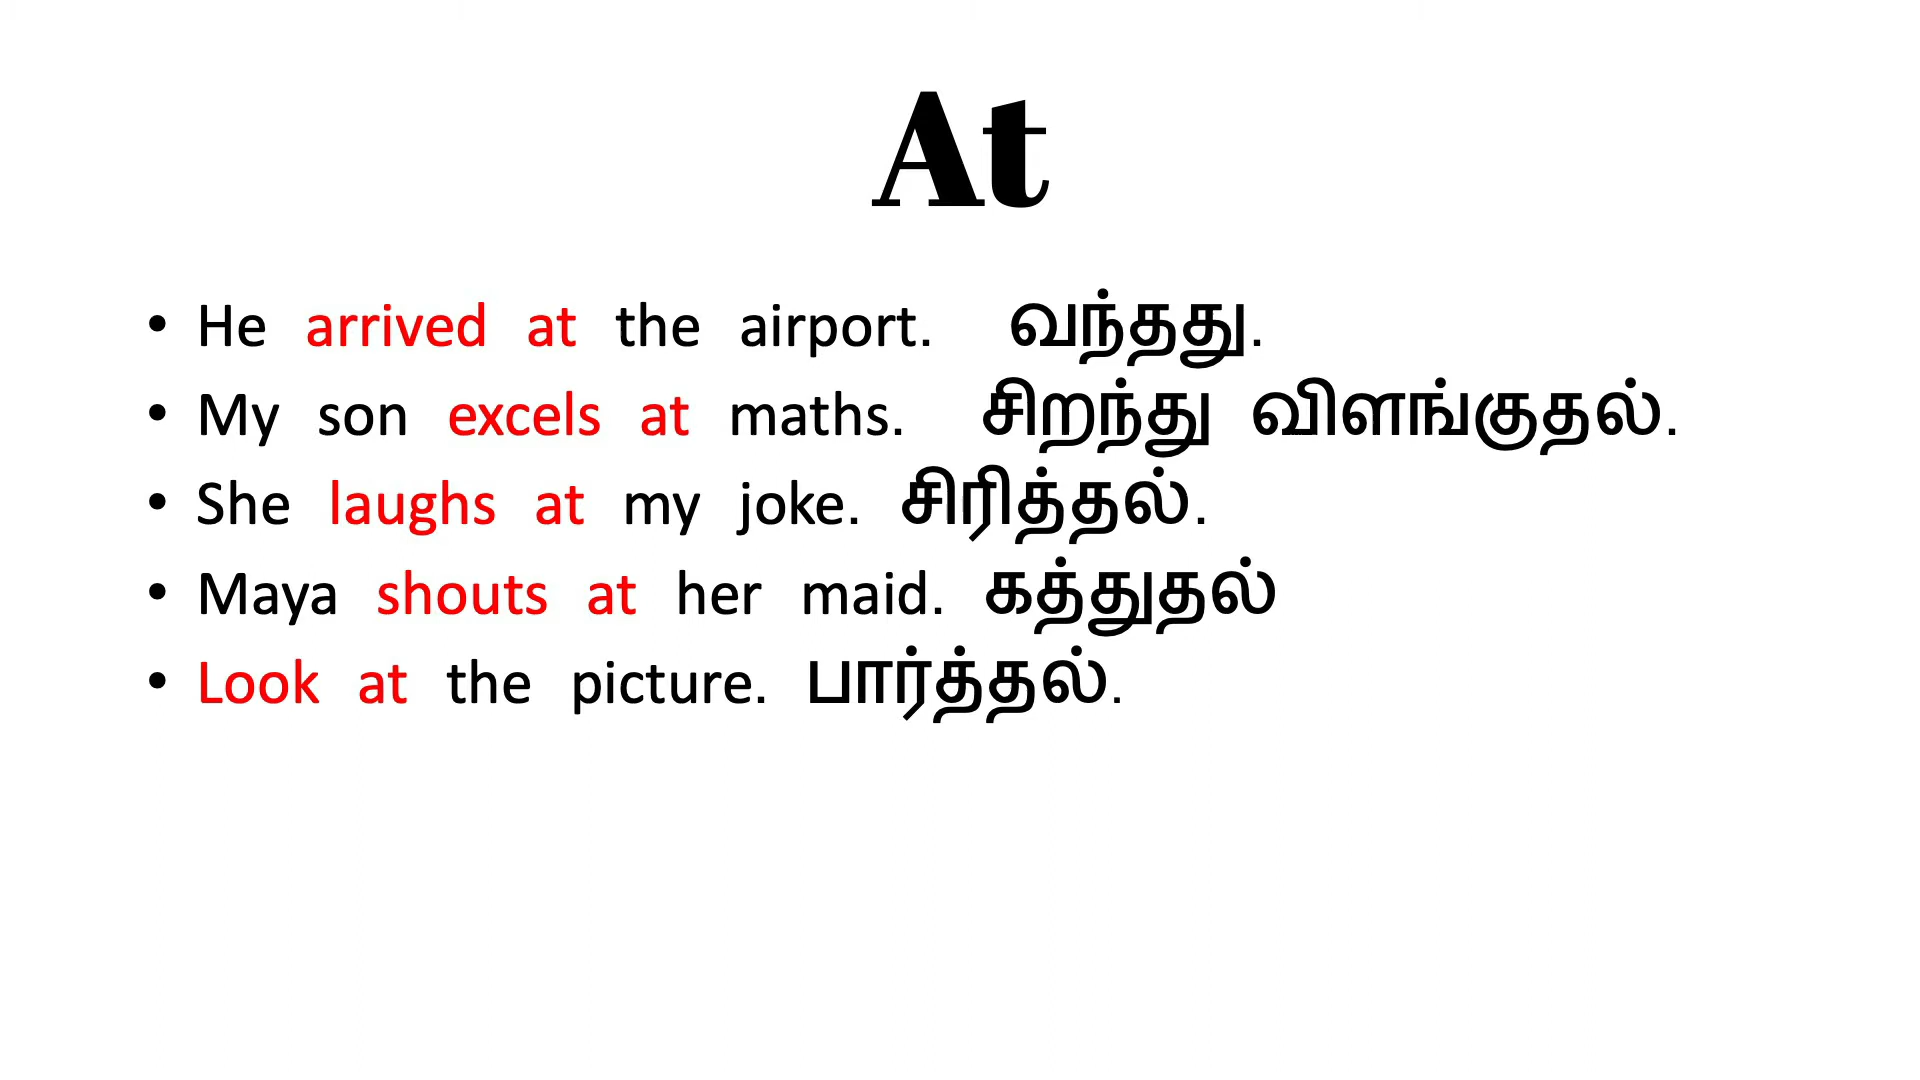 At
• He arrived at the airport. வந்தது.
• My son excels at maths. சிறந்து விளங்குதல்.
• She laughs at my joke. சிரித்தல்.
• Maya shouts at her maid. கத்துதல்
• Look at the picture. பார்த்தல்.